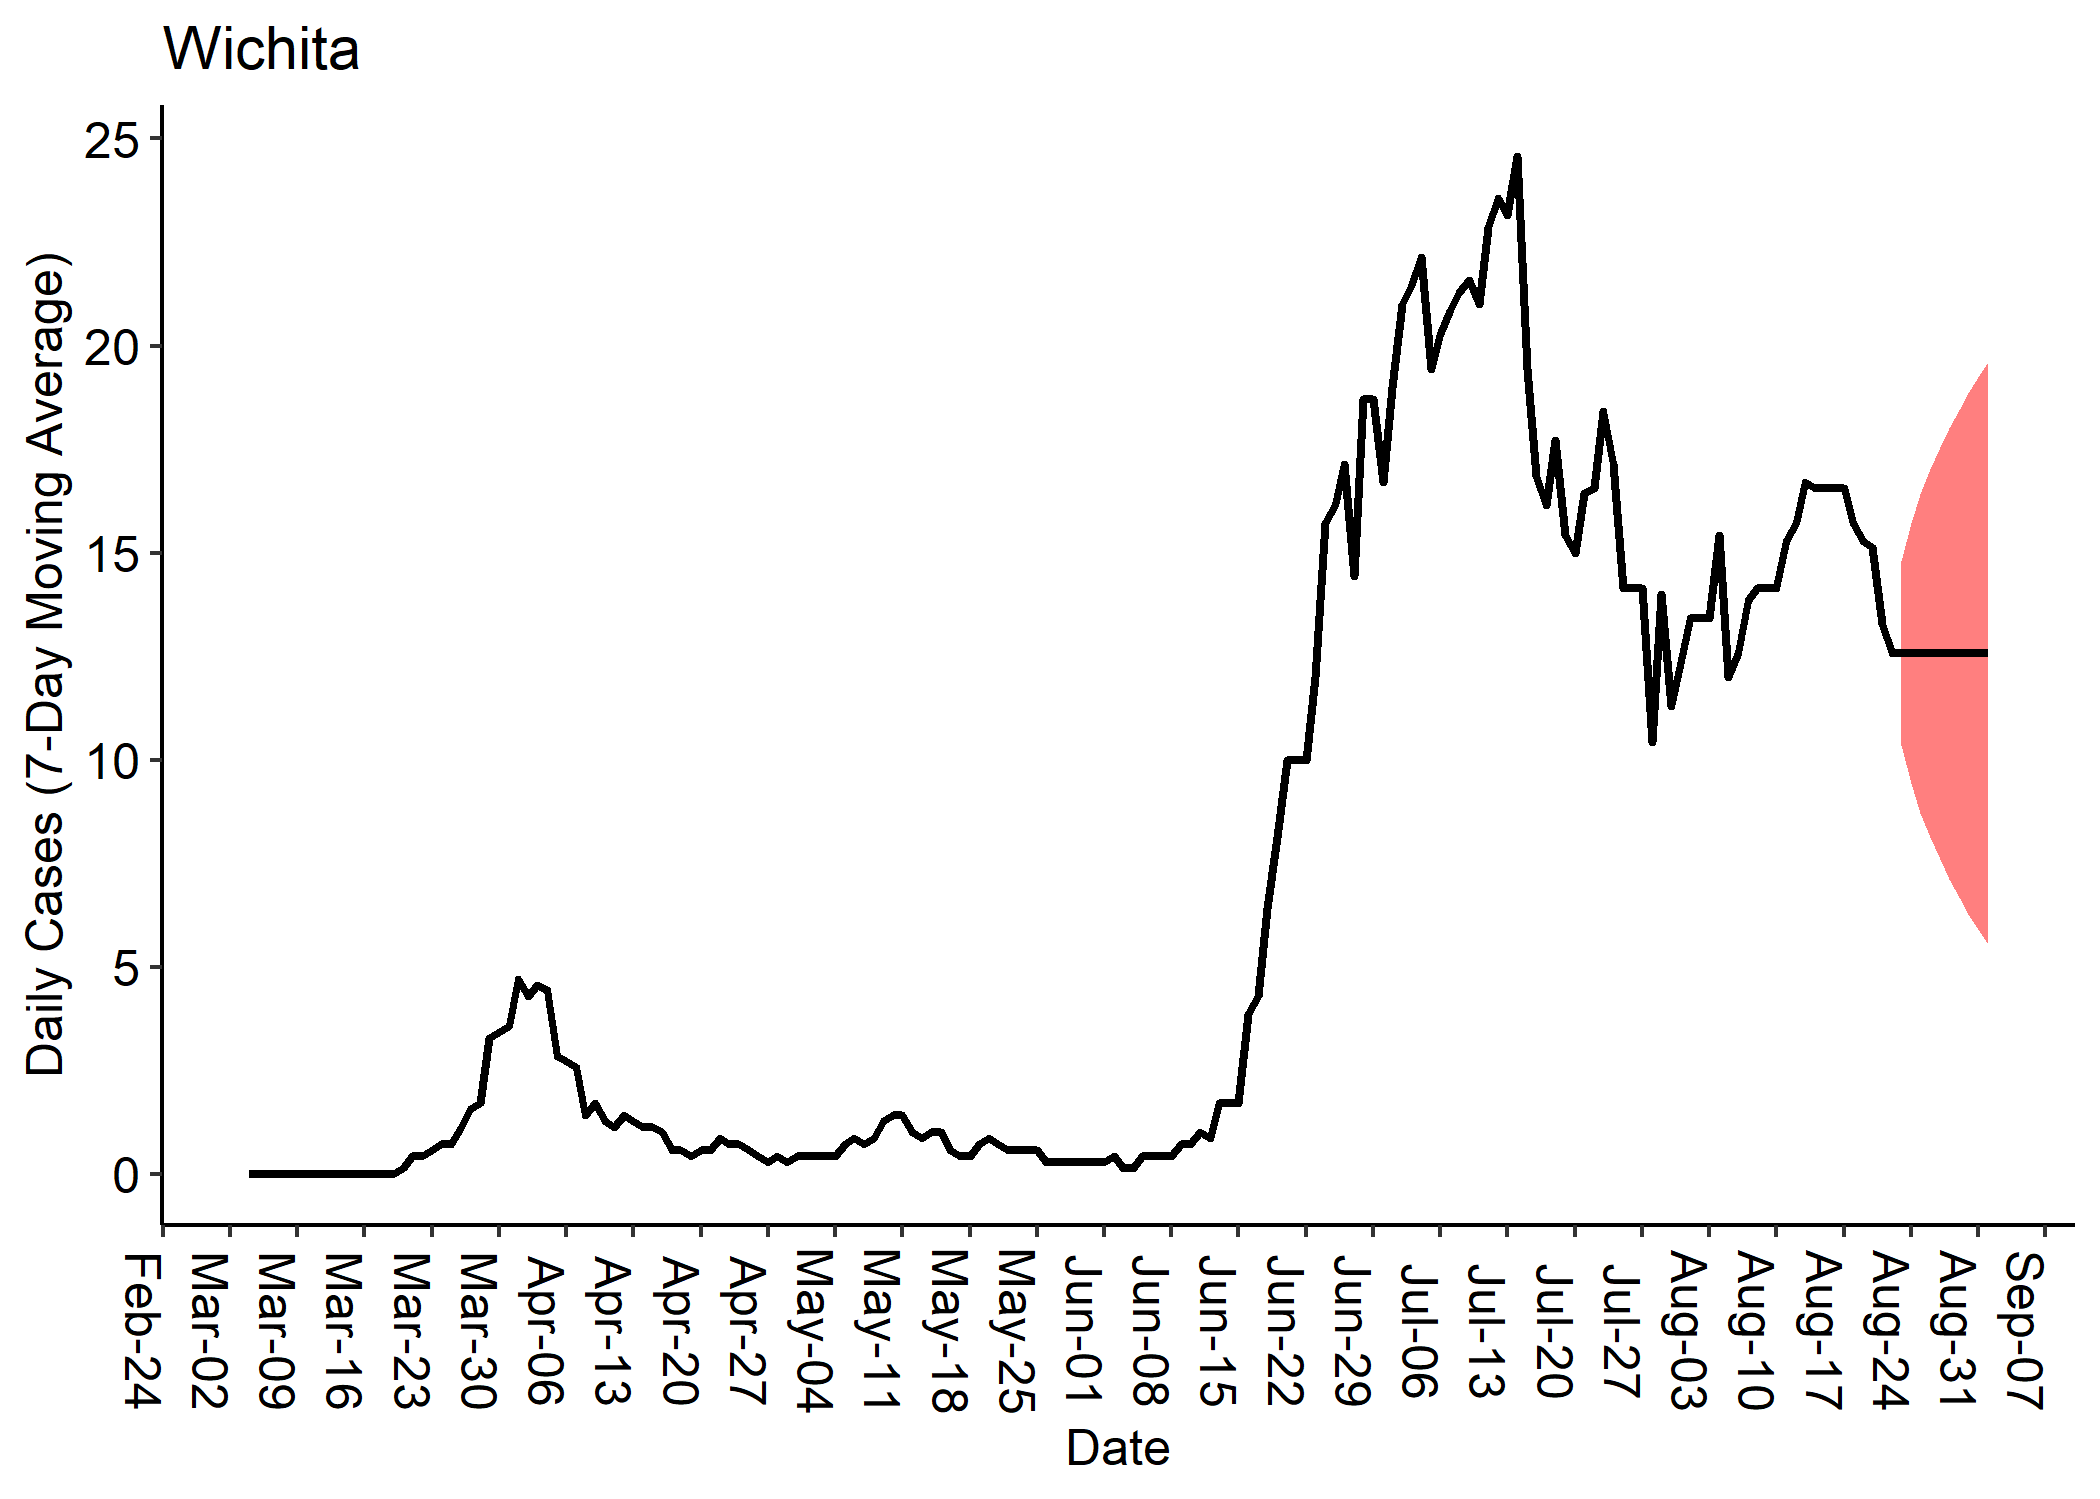 Wichita
Daily Cases (7-Day Moving Average)
25
20
15
10
5
0
Feb-24
Mar-02
Mar-09
Mar-16
Mar-23
Mar-30
Apr-06
Apr-13
Apr-20
Apr-27
May-04
May-11
May-18
May-25
Jun-01
Jun-08
Jun-15
Jun-22
Jun-29
Jul-06
Jul-13
Jul-20
Jul-27
Aug-03
Aug-10
Aug-17
Aug-24
Aug-31
Sep-07
Date